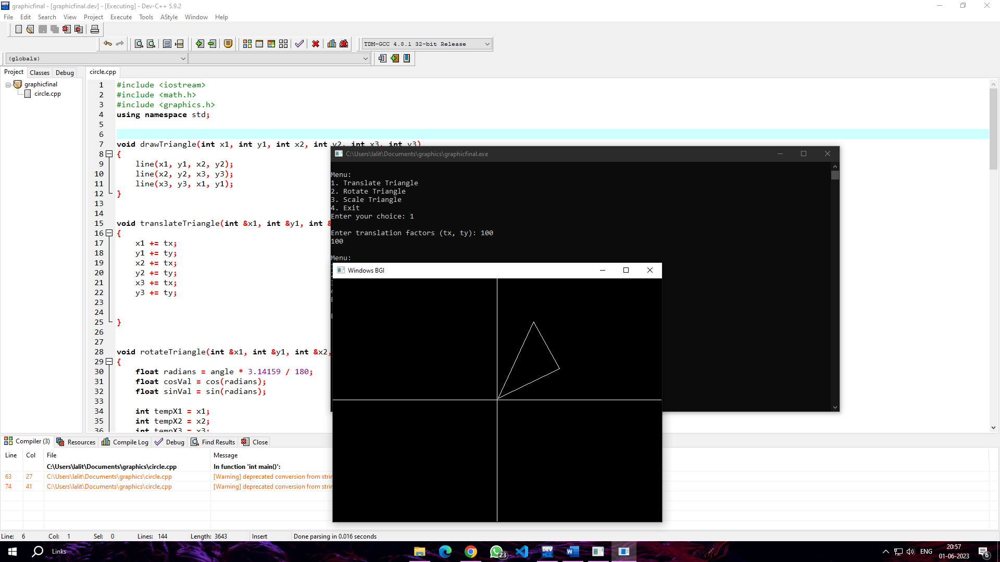 graphicfinal - [graphicfinal.dev] - [Executing] - Dev-C++ 5.9.2
File Edit Search View Project Execute Tools AStyle Window Help
TDM-GCC 4.8.1 32-bit Release
(globals)
Project Classes Debug
circle.cpp
graphicfinal
circle.cpp
1 #include <iostream>
2 #include <math.h>
3 #include <graphics.h>
4 using namespace std;
5
6
7 void drawTriangle(int x1, int y1, int x2, int y2, int x3, int y3)
8 {
9 line(x1, y1, x2, y2);
10 line(x2, y2, x3, y3);
11 line(x3, y3, x1, y1);
12 }
13
14
15 void translateTriangle(int &x1, int &y1, int
16 {
17 x1 += tx;
18 y1 += ty;
19 x2 += tx;
20 y2 += ty;
21 x3 += tx;
22 y3 += ty;
23
24
25 }
26
27
28 void rotateTriangle(int &x1, int &y1, int &x2,
29 {
30 float radians = angle * 3.14159 / 180;
31 float cosVal = cos(radians);
32 float sinVal = sin(radians);
33
34 int tempX1 = x1;
35 int tempX2 = x2;
36 int tempX3 = x3;
C:\Users\lalit\Documents\graphics\graphicfinal.exe
Menu:
1. Translate Triangle
2. Rotate Triangle
3. Scale Triangle
4. Exit
Enter your choice: 1
Enter translation factors (tx, ty): 100
100
Menu:
Windows BGI
Compiler (3) Resources Compile Log Debug Find Results Close
Line Col File Message
C:\Users\lalit\Documents\graphics\circle.cpp In function 'int main()':
63 27 C:\Users\lalit\Documents\graphics\circle.cpp [Warning] deprecated conversion from
74 41 C:\Users\lalit\Documents\graphics\circle.cpp [Warning] deprecated conversion from
Line: 6 Col: 1 Sel: 0 Lines: 144 Length: 3643 Insert Done parsing in 0.016 seconds
Links
DEV
23
ENG
20:57
01-06-2023
6